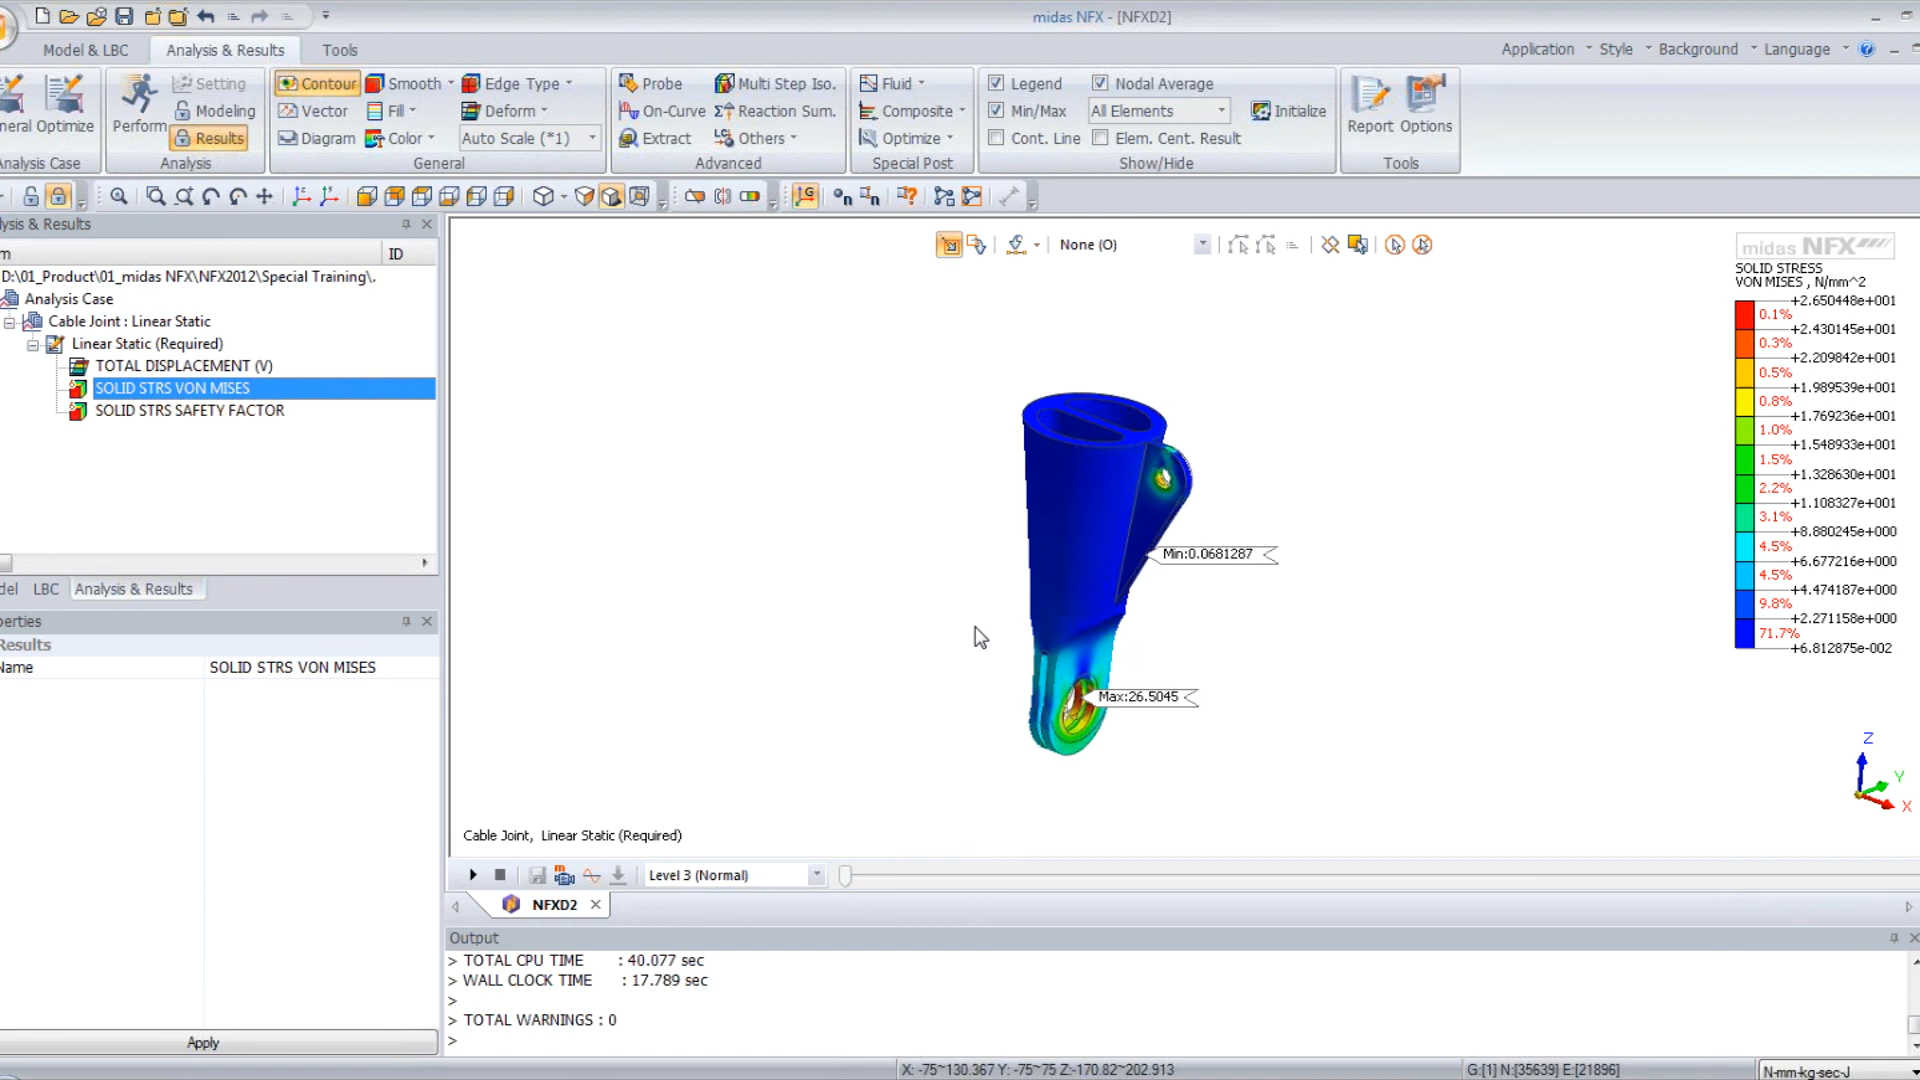 midas NFX - [NFXD2]
Model & LBC Analysis & Results Tools Application Style Background Language
Setting Contour Smooth Edge Type Probe Multi Step Iso. Fluid Legend Nodal Average
Modeling Vector Fill Deform On-Curve Reaction Sum. Composite Min/Max All Elements Initialize
neral Optimize Perform Results Diagram Color Auto Scale (*1) Extract Others Optimize Cont. Line Elem. Cent. Result Report Options
Analysis Case Analysis General Advanced Special Post Show/Hide Tools
lysis & Results
m ID
D:\01_Product\01_midas NFX\NFX2012\Special Training\.
Analysis Case
Cable Joint : Linear Static
Linear Static (Required)
TOTAL DISPLACEMENT (V)
SOLID STRS VON MISES
SOLID STRS SAFETY FACTOR
del LBC Analysis & Results
perties
Results
Name SOLID STRS VON MISES
Apply
None (O)
midas NFX
SOLID STRESS
VON MISES , N/mm^2
+2.650448e+001
0.1%
+2.430145e+001
0.3%
+2.209842e+001
0.5%
+1.989539e+001
0.8%
+1.769236e+001
1.0%
+1.548933e+001
1.5%
+1.328630e+001
2.2%
+1.108327e+001
3.1%
+8.880245e+000
4.5%
+6.677216e+000
4.5%
+4.474187e+000
9.8%
+2.271158e+000
71.7%
+6.812875e-002
Min:0.0681287
Max:26.5045
Z
Y
X
Cable Joint, Linear Static (Required)
Level 3 (Normal)
NFXD2
Output
> TOTAL CPU TIME : 40.077 sec
> WALL CLOCK TIME : 17.789 sec
>
> TOTAL WARNINGS : 0
>
X: -75~130.367 Y: -75~75 Z:-170.82~202.913 G:[1] N:[35639] E:[21896] N-mm-kg-sec-J